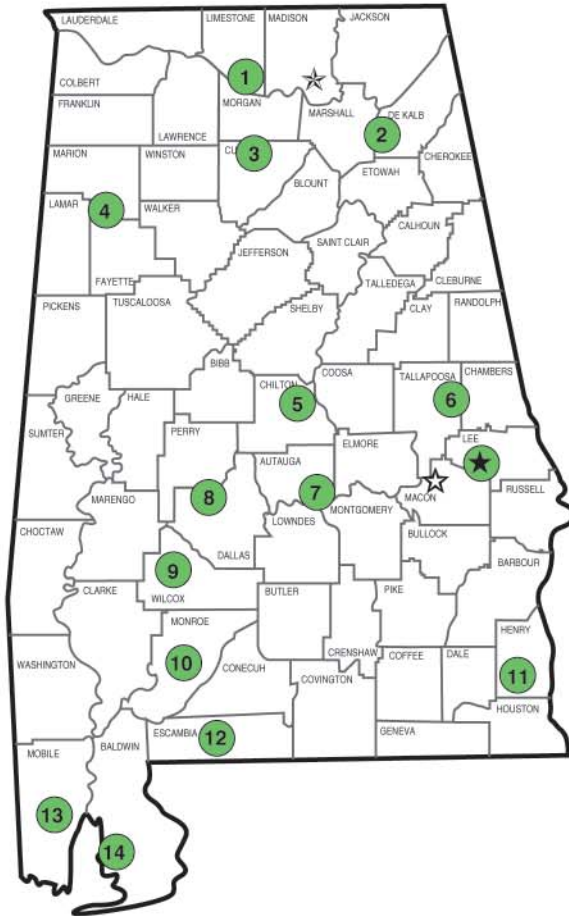 LAUDERDALE
LIMESTONE
MADISON
JACKSON
COLBERT
1
FRANKLIN
MORGAN
MARSHALL
DE KALB
LAWRENCE
2
MARION
WINSTON
CU
3
CHEROKEE
BLOUNT
ETOWAH
LAMAR
4
WALKER
CALHOUN
JEFFERSON
SAINT CLAIR
FAYETTE
TALLEDEGA
CLEBURNE
PICKENS
TUSCALOOSA
SHELBY
CLAY
RANDOLPH
BIBB
COOSA
TALLAPOOSA
CHAMBERS
GREENE
HALE
CHILTON
5
6
SUMTER
PERRY
ELMORE
LEE
AUTAUGA
MARENGO
8
7
MACON
RUSSELL
LOWNDES
MONTGOMERY
CHOCTAW
DALLAS
BULLOCK
9
BARBOUR
CLARKE
WILCOX
BUTLER
PIKE
MONROE
HENRY
10
CRENSHAW
COFFEE
DALE
WASHINGTON
CONECUH
COVINGTON
11
HOUSTON
ESCAMBIA
12
GENEVA
MOBILE
BALDWIN
13
14